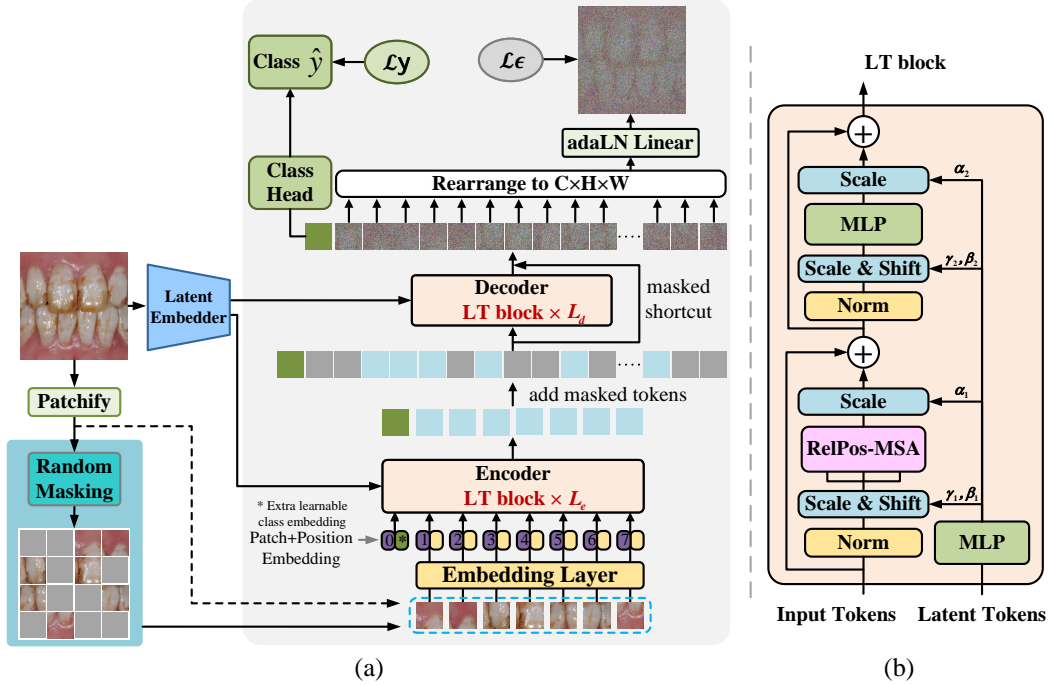 Class ŷ
ℒy
ℒϵ
adaLN Linear
Class
Head
Rearrange to C×H×W
....
Latent
Embedder
Decoder
LT block × L_d
masked
shortcut
....
Patchify
add masked tokens
Random
Masking
Encoder
LT block × L_e
* Extra learnable
class embedding
Patch+Position
Embedding
0 * 1 2 3 4 5 6 7
Embedding Layer
(a)
LT block
+
Scale
α₂
MLP
Scale & Shift
γ₂, β₂
Norm
+
Scale
α₁
RelPos-MSA
Scale & Shift
γ₁, β₁
Norm
MLP
Input Tokens
Latent Tokens
(b)